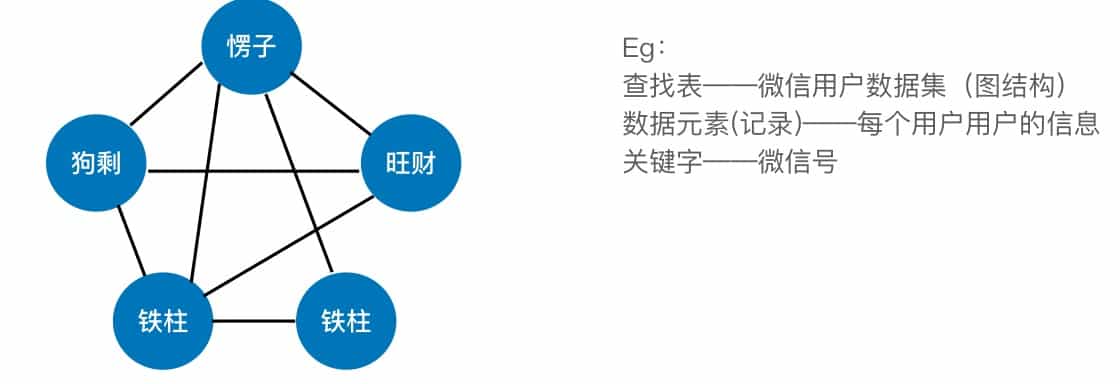 愣子
狗剩
旺财
铁柱
铁柱
Eg：
查找表——微信用户数据集（图结构）
数据元素(记录)——每个用户用户的信息
关键字——微信号